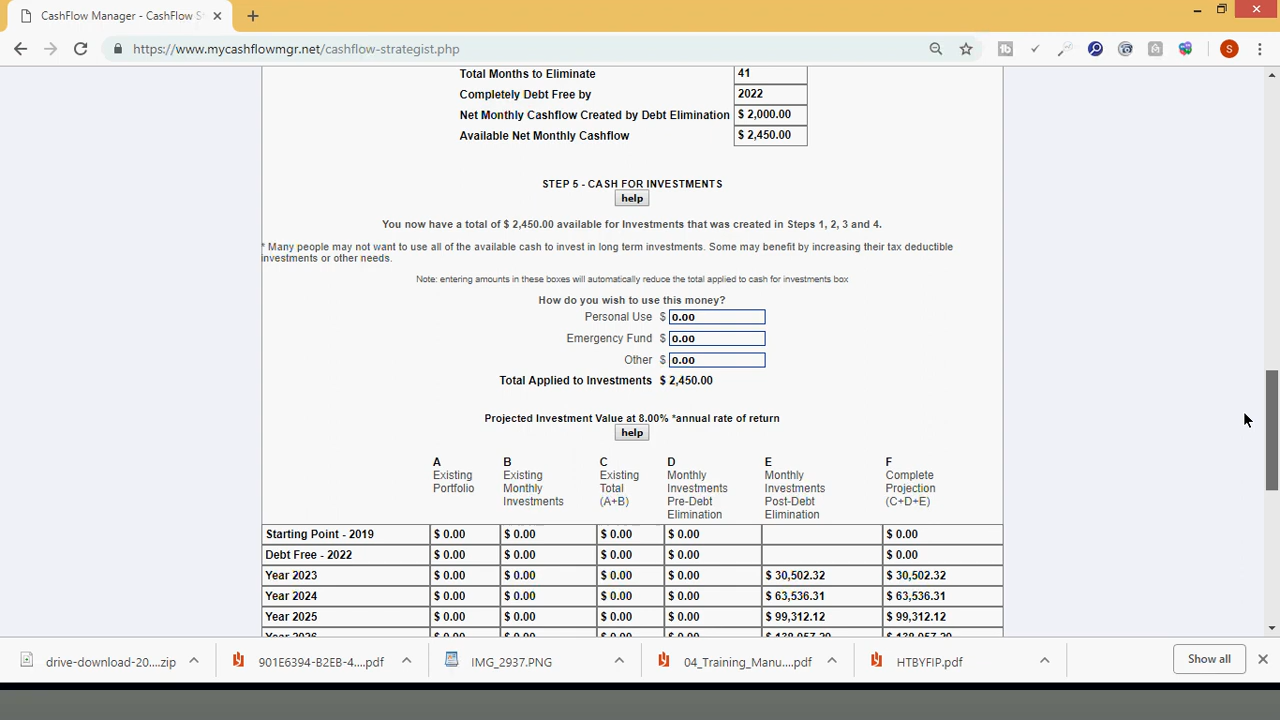 CashFlow Manager - CashFlow S
https://www.mycashflowmgr.net/cashflow-strategist.php
Total Months to Eliminate 41
Completely Debt Free by 2022
Net Monthly Cashflow Created by Debt Elimination $ 2,000.00
Available Net Monthly Cashflow $ 2,450.00
STEP 5 - CASH FOR INVESTMENTS
help
You now have a total of $ 2,450.00 available for Investments that was created in Steps 1, 2, 3 and 4.
* Many people may not want to use all of the available cash to invest in long term investments. Some may benefit by increasing their tax deductible
investments or other needs.
Note: entering amounts in these boxes will automatically reduce the total applied to cash for investments box
How do you wish to use this money?
Personal Use $ 0.00
Emergency Fund $ 0.00
Other $ 0.00
Total Applied to Investments $ 2,450.00
Projected Investment Value at 8.00% *annual rate of return
help
A B C D E F
Existing Existing Existing Monthly Monthly Complete
Portfolio Monthly Total Investments Investments Projection
Investments (A+B) Pre-Debt Post-Debt (C+D+E)
Elimination Elimination
Starting Point - 2019 $ 0.00 $ 0.00 $ 0.00 $ 0.00 $ 0.00
Debt Free - 2022 $ 0.00 $ 0.00 $ 0.00 $ 0.00 $ 0.00
Year 2023 $ 0.00 $ 0.00 $ 0.00 $ 0.00 $ 30,502.32 $ 30,502.32
Year 2024 $ 0.00 $ 0.00 $ 0.00 $ 0.00 $ 63,536.31 $ 63,536.31
Year 2025 $ 0.00 $ 0.00 $ 0.00 $ 0.00 $ 99,312.12 $ 99,312.12
Year 2026 $ 0.00 $ 0.00 $ 0.00 $ 0.00
drive-download-20....zip 901E6394-B2EB-4....pdf IMG_2937.PNG 04_Training_Manu....pdf HTBYFIP.pdf Show all